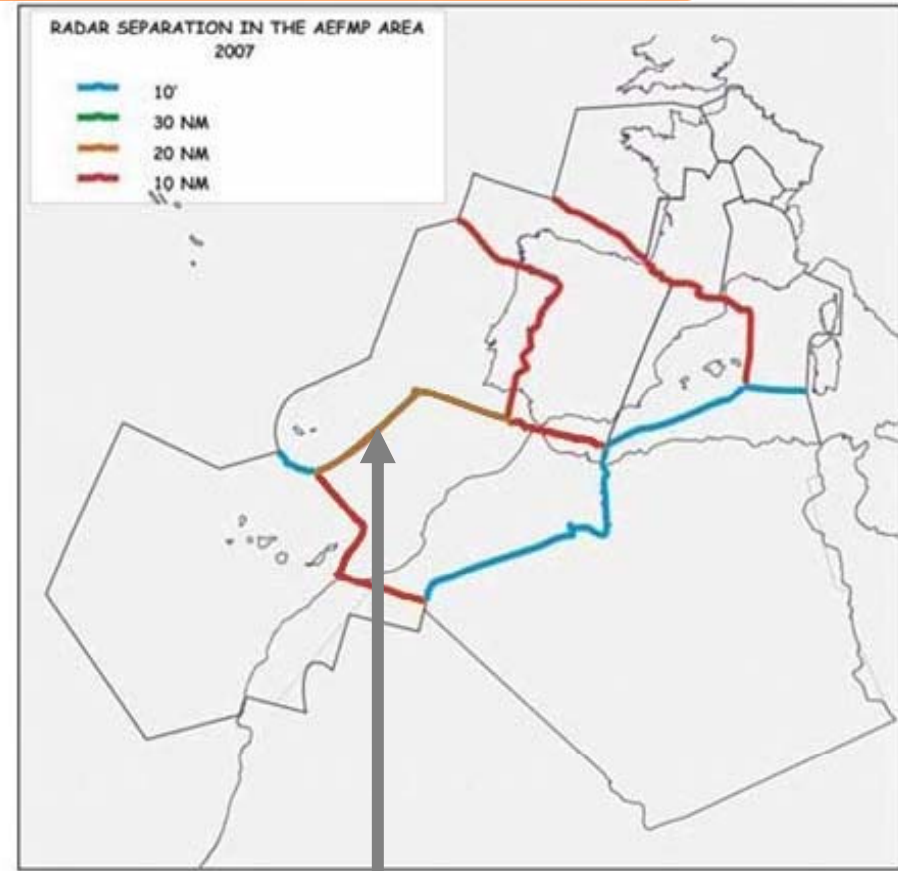 RADAR SEPARATION IN THE AEFMP AREA
2007
10'
30 NM
20 NM
10 NM